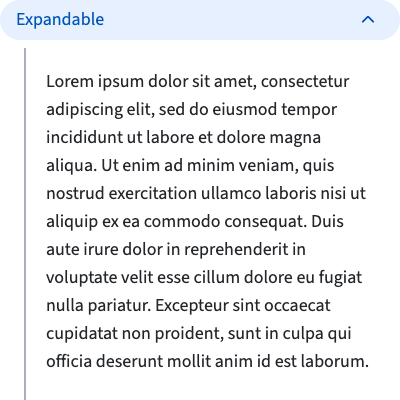 Expandable
Lorem ipsum dolor sit amet, consectetur
adipiscing elit, sed do eiusmod tempor
incididunt ut labore et dolore magna
aliqua. Ut enim ad minim veniam, quis
nostrud exercitation ullamco laboris nisi ut
aliquip ex ea commodo consequat. Duis
aute irure dolor in reprehenderit in
voluptate velit esse cillum dolore eu fugiat
nulla pariatur. Excepteur sint occaecat
cupidatat non proident, sunt in culpa qui
officia deserunt mollit anim id est laborum.